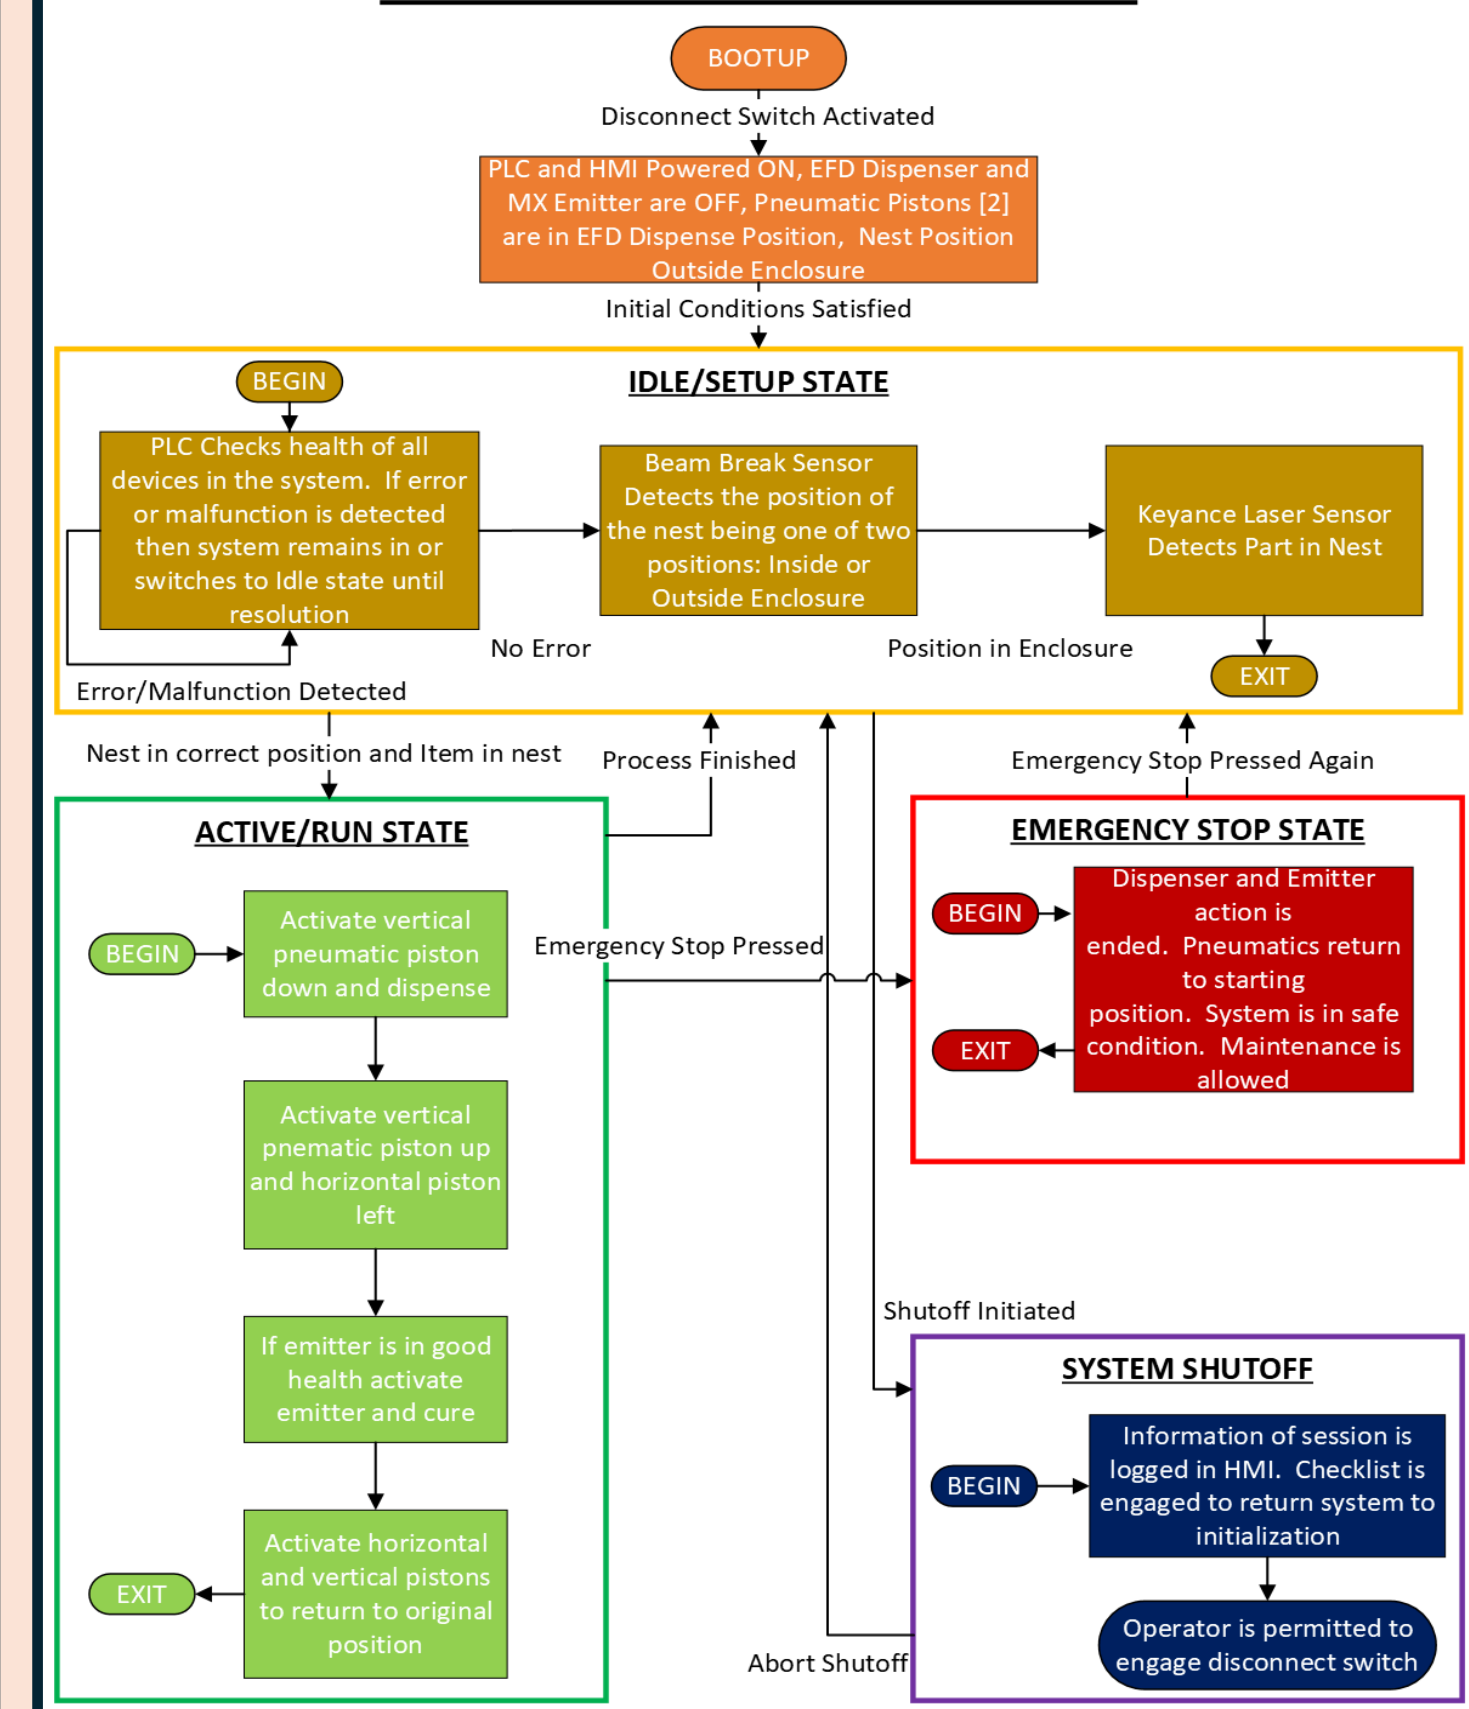 BOOTUP
Disconnect Switch Activated
PLC and HMI Powered ON, EFD Dispenser and
MX Emitter are OFF, Pneumatic Pistons [2]
are in EFD Dispense Position,  Nest Position
Outside Enclosure
Initial Conditions Satisfied
IDLE/SETUP STATE
BEGIN
PLC Checks health of all
devices in the system.  If error
or malfunction is detected
then system remains in or
switches to Idle state until
resolution
Beam Break Sensor
Detects the position of
the nest being one of two
positions: Inside or
Outside Enclosure
Keyance Laser Sensor
Detects Part in Nest
No Error
Position in Enclosure
EXIT
Error/Malfunction Detected
Nest in correct position and Item in nest
Process Finished
Emergency Stop Pressed Again
ACTIVE/RUN STATE
BEGIN
Activate vertical
pneumatic piston
down and dispense
Activate vertical
pnematic piston up
and horizontal piston
left
If emitter is in good
health activate
emitter and cure
Activate horizontal
and vertical pistons
to return to original
position
EXIT
Emergency Stop Pressed
EMERGENCY STOP STATE
BEGIN
Dispenser and Emitter
action is
ended.  Pneumatics return
to starting
position.  System is in safe
condition.  Maintenance is
allowed
EXIT
Shutoff Initiated
SYSTEM SHUTOFF
BEGIN
Information of session is
logged in HMI.  Checklist is
engaged to return system to
initialization
Operator is permitted to
engage disconnect switch
Abort Shutoff